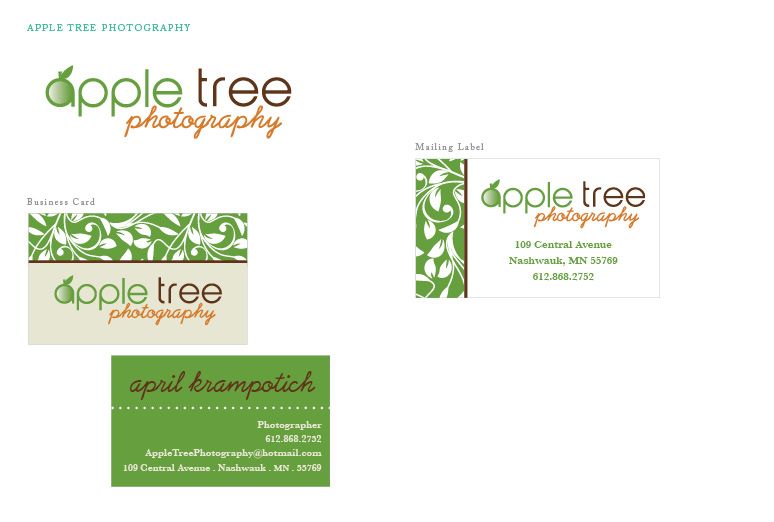 APPLE TREE PHOTOGRAPHY
apple tree
photography
Mailing Label
apple tree
photography
109 Central Avenue
Nashwauk, MN 55769
612.868.2752
Business Card
apple tree
photography
april krampotich
Photographer
612.868.2752
AppleTreePhotography@hotmail.com
109 Central Avenue . Nashwauk . MN . 55769